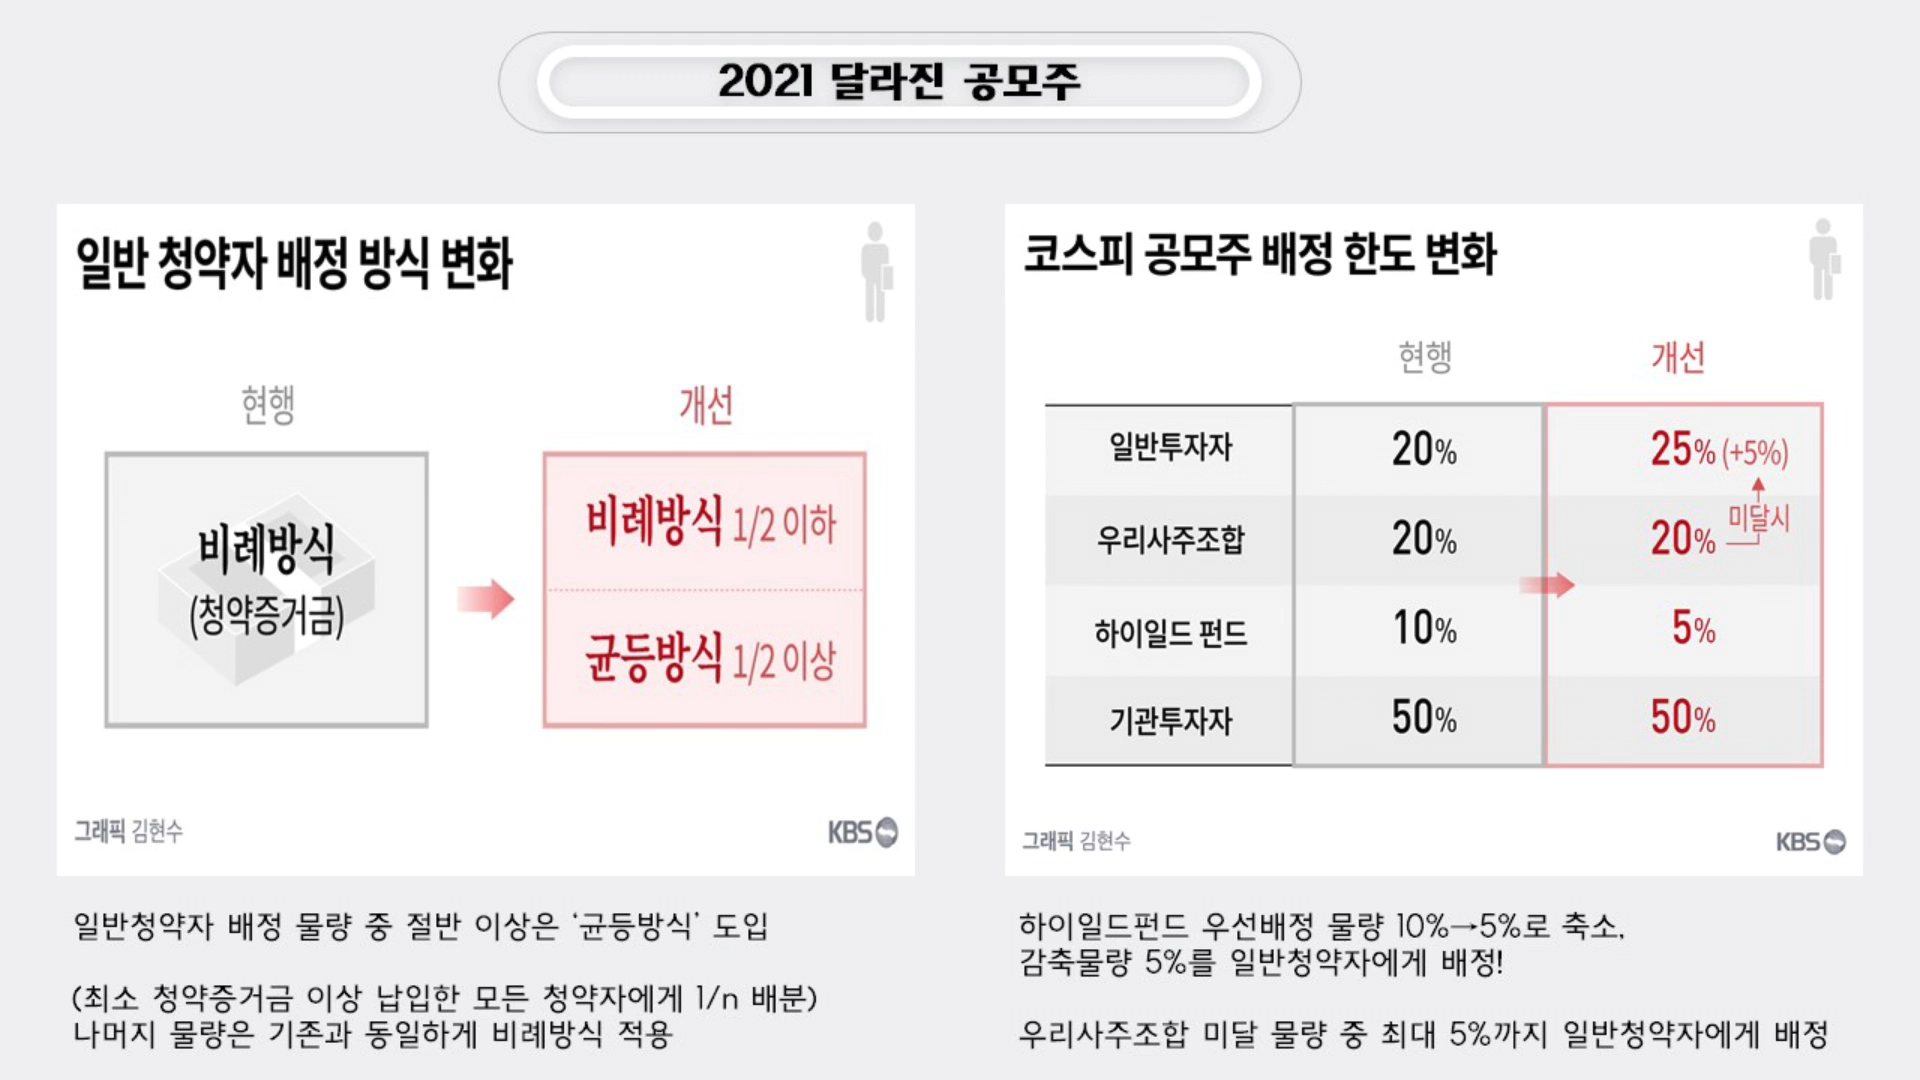 2021 달라진 공모주
일반 청약자 배정 방식 변화
현행
개선
비례방식
(청약증거금)
비례방식 1/2 이하
균등방식 1/2 이상
그래픽 김현수
KBS
일반청약자 배정 물량 중 절반 이상은 '균등방식' 도입
(최소 청약증거금 이상 납입한 모든 청약자에게 1/n 배분)
나머지 물량은 기존과 동일하게 비례방식 적용
코스피 공모주 배정 한도 변화
현행 개선
일반투자자 20% 25% (+5%)
미달시
우리사주조합 20% 20%
하이일드 펀드 10% 5%
기관투자자 50% 50%
그래픽 김현수
KBS
하이일드펀드 우선배정 물량 10%→5%로 축소,
감축물량 5%를 일반청약자에게 배정!
우리사주조합 미달 물량 중 최대 5%까지 일반청약자에게 배정